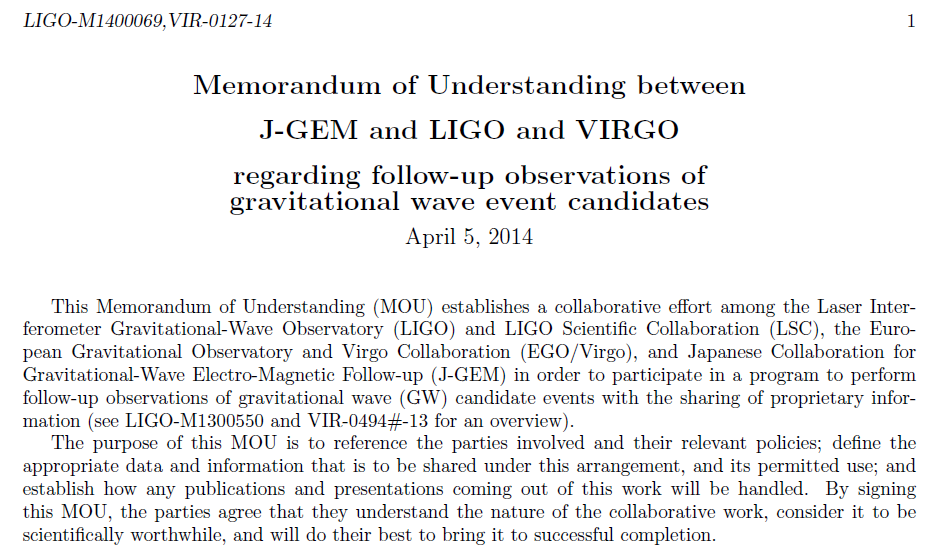 LIGO-M1400069,VIR-0127-14 1
Memorandum of Understanding between
J-GEM and LIGO and VIRGO
regarding follow-up observations of
gravitational wave event candidates
April 5, 2014
This Memorandum of Understanding (MOU) establishes a collaborative effort among the Laser Inter-
ferometer Gravitational-Wave Observatory (LIGO) and LIGO Scientific Collaboration (LSC), the Euro-
pean Gravitational Observatory and Virgo Collaboration (EGO/Virgo), and Japanese Collaboration for
Gravitational-Wave Electro-Magnetic Follow-up (J-GEM) in order to participate in a program to perform
follow-up observations of gravitational wave (GW) candidate events with the sharing of proprietary infor-
mation (see LIGO-M1300550 and VIR-0494#-13 for an overview).
The purpose of this MOU is to reference the parties involved and their relevant policies; define the
appropriate data and information that is to be shared under this arrangement, and its permitted use; and
establish how any publications and presentations coming out of this work will be handled. By signing
this MOU, the parties agree that they understand the nature of the collaborative work, consider it to be
scientifically worthwhile, and will do their best to bring it to successful completion.